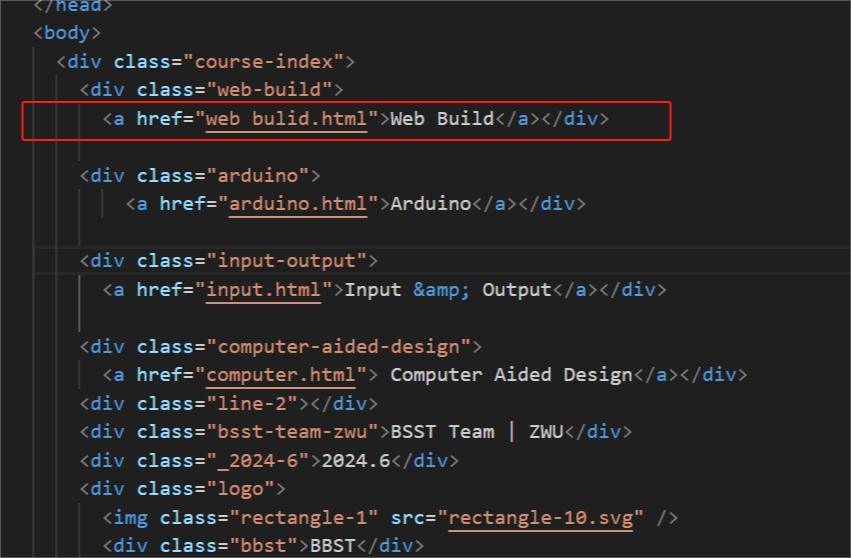 </head>
<body>
<div class="course-index">
<div class="web-build">
<a href="web bulid.html">Web Build</a></div>
<div class="arduino">
<a href="arduino.html">Arduino</a></div>
<div class="input-output">
<a href="input.html">Input &amp; Output</a></div>
<div class="computer-aided-design">
<a href="computer.html"> Computer Aided Design</a></div>
<div class="line-2"></div>
<div class="bsst-team-zwu">BSST Team | ZWU</div>
<div class="_2024-6">2024.6</div>
<div class="logo">
<img class="rectangle-1" src="rectangle-10.svg" />
<div class="bbst">BBST</div>